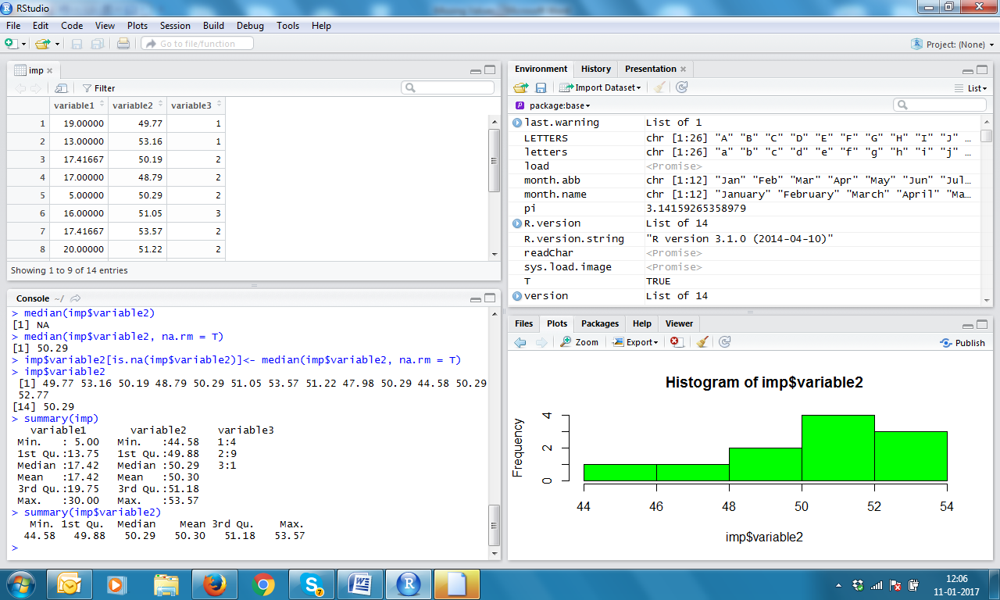 RStudio
File Edit Code View Plots Session Build Debug Tools Help
Go to file/function
Project: (None)
imp
Filter
variable1 variable2 variable3
1 19.00000 49.77 1
2 13.00000 53.16 1
3 17.41667 50.19 2
4 17.00000 48.79 2
5 5.00000 50.29 2
6 16.00000 51.05 3
7 17.41667 53.57 2
8 20.00000 51.22 2
Showing 1 to 9 of 14 entries
Console ~/
> median(imp$variable2)
[1] NA
> median(imp$variable2, na.rm = T)
[1] 50.29
> imp$variable2[is.na(imp$variable2)]<- median(imp$variable2, na.rm = T)
> imp$variable2
[1] 49.77 53.16 50.19 48.79 50.29 51.05 53.57 51.22 47.98 50.29 44.58 50.29
52.77
[14] 50.29
> summary(imp)
variable1 variable2 variable3
Min. : 5.00 Min. :44.58 1:4
1st Qu.:13.75 1st Qu.:49.88 2:9
Median :17.42 Median :50.29 3:1
Mean :17.42 Mean :50.30
3rd Qu.:19.75 3rd Qu.:51.18
Max. :30.00 Max. :53.57
> summary(imp$variable2)
Min. 1st Qu. Median Mean 3rd Qu. Max.
44.58 49.88 50.29 50.30 51.18 53.57
>
Environment History Presentation
Import Dataset
List
package:base
last.warning List of 1
LETTERS chr [1:26] "A" "B" "C" "D" "E" "F" "G" "H" "I" "J" ...
letters chr [1:26] "a" "b" "c" "d" "e" "f" "g" "h" "i" "j" ...
load <Promise>
month.abb chr [1:12] "Jan" "Feb" "Mar" "Apr" "May" "Jun" "Jul...
month.name chr [1:12] "January" "February" "March" "April" "Ma...
pi 3.14159265358979
R.version List of 14
R.version.string "R version 3.1.0 (2014-04-10)"
readChar <Promise>
sys.load.image <Promise>
T TRUE
version List of 14
Files Plots Packages Help Viewer
Zoom Export Publish
Histogram of imp$variable2
Frequency
4
2
0
44 46 48 50 52 54
imp$variable2
7
12:06
11-01-2017